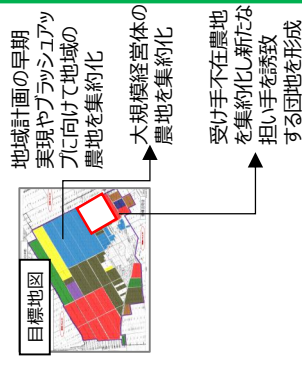 目標地図
地域計画の早期
実現やブラッシュアッ
プに向けて地域の
農地を集約化
大規模経営体の
農地を集約化
受け手不在農地
を集約化し新たな
担い手を誘致
する団地を形成